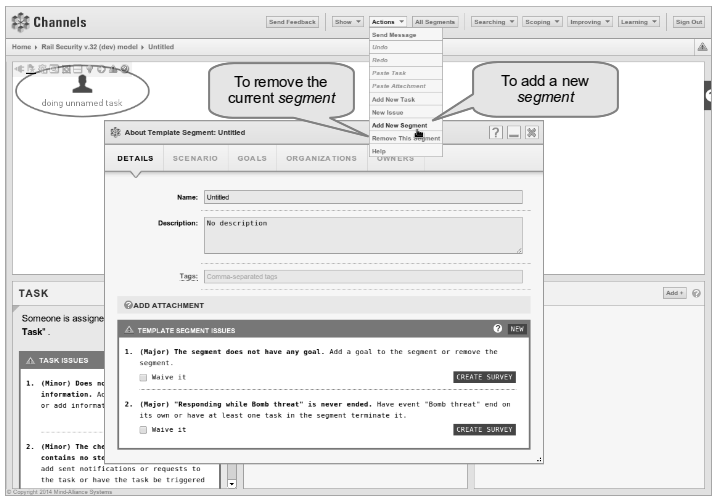 Channels
Send Feedback
Show
Actions
All Segments
Searching
Scoping
Improving
Learning
Sign Out
Home › Rail Security v.32 (dev) model › Untitled
Send Message
Undo
Redo
Paste Task
Paste Attachment
Add New Task
New Issue
Add New Segment
Remove This Segment
Help
doing unnamed task
To remove the
current segment
To add a new
segment
About Template Segment: Untitled
DETAILS
SCENARIO
GOALS
ORGANIZATIONS
OWNERS
Name:
Untitled
Description:
No description
Tags:
Comma-separated tags
ADD ATTACHMENT
TEMPLATE SEGMENT ISSUES
NEW
1. (Major) The segment does not have any goal. Add a goal to the segment or remove the
segment.
Waive it
CREATE SURVEY
2. (Major) "Responding while Bomb threat" is never ended. Have event "Bomb threat" end on
its own or have at least one task in the segment terminate it.
Waive it
CREATE SURVEY
TASK
Add +
Someone is assigne
Task" .
TASK ISSUES
1. (Minor) Does no
information. Ad
or add informat
2. (Minor) The che
contains no ste
add sent notifications or requests to
the task or have the task be triggered
© Copyright 2014 Mind-Alliance Systems